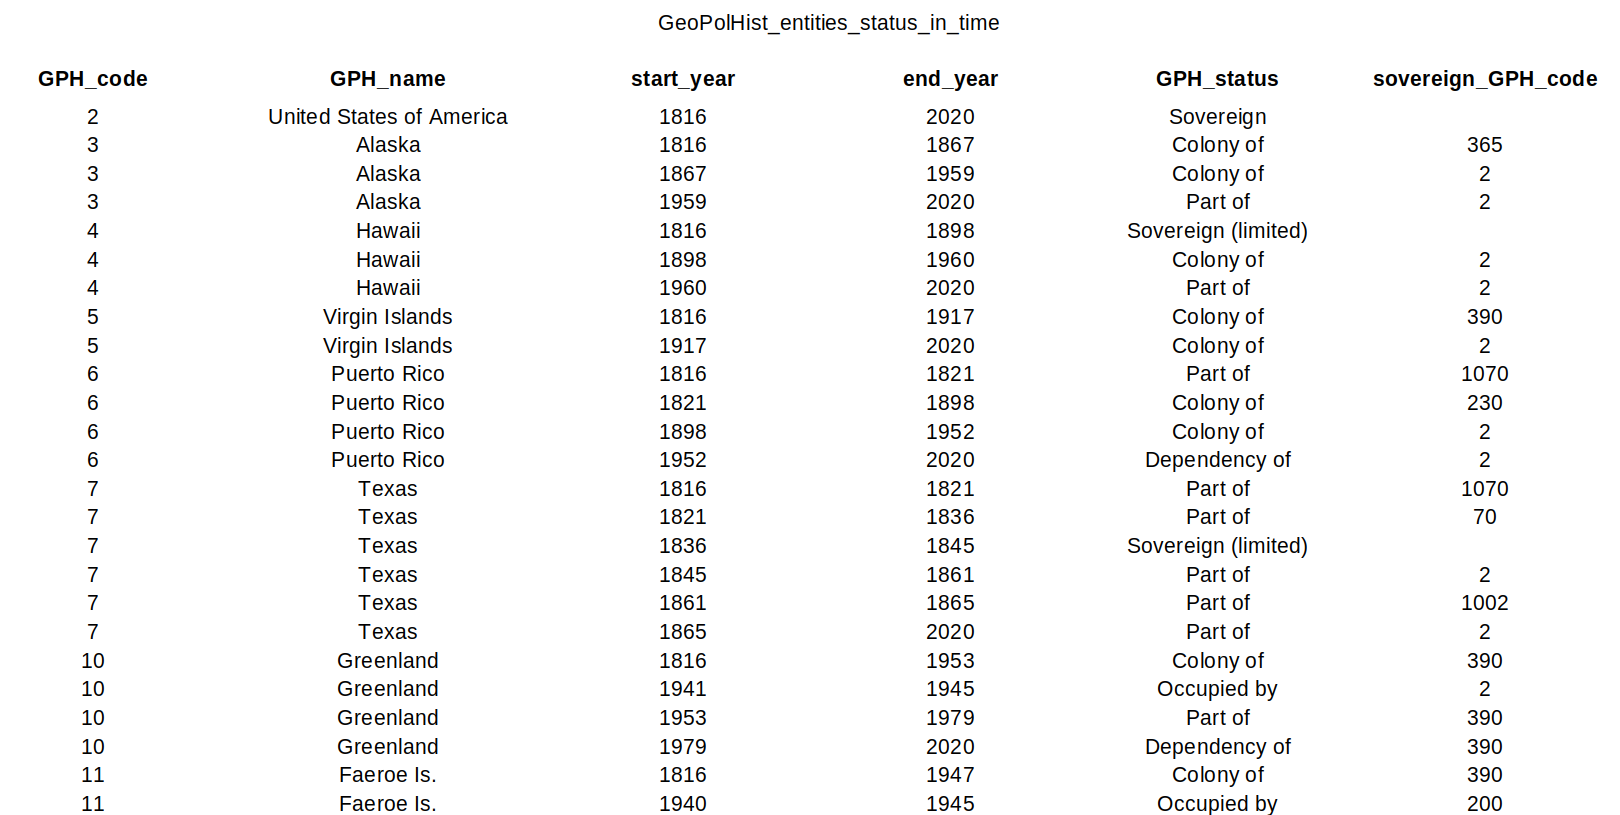 GeoPolHist_entities_status_in_time
GPH_code GPH_name start_year end_year GPH_status sovereign_GPH_code
2 United States of America 1816 2020 Sovereign
3 Alaska 1816 1867 Colony of 365
3 Alaska 1867 1959 Colony of 2
3 Alaska 1959 2020 Part of 2
4 Hawaii 1816 1898 Sovereign (limited)
4 Hawaii 1898 1960 Colony of 2
4 Hawaii 1960 2020 Part of 2
5 Virgin Islands 1816 1917 Colony of 390
5 Virgin Islands 1917 2020 Colony of 2
6 Puerto Rico 1816 1821 Part of 1070
6 Puerto Rico 1821 1898 Colony of 230
6 Puerto Rico 1898 1952 Colony of 2
6 Puerto Rico 1952 2020 Dependency of 2
7 Texas 1816 1821 Part of 1070
7 Texas 1821 1836 Part of 70
7 Texas 1836 1845 Sovereign (limited)
7 Texas 1845 1861 Part of 2
7 Texas 1861 1865 Part of 1002
7 Texas 1865 2020 Part of 2
10 Greenland 1816 1953 Colony of 390
10 Greenland 1941 1945 Occupied by 2
10 Greenland 1953 1979 Part of 390
10 Greenland 1979 2020 Dependency of 390
11 Faeroe Is. 1816 1947 Colony of 390
11 Faeroe Is. 1940 1945 Occupied by 200